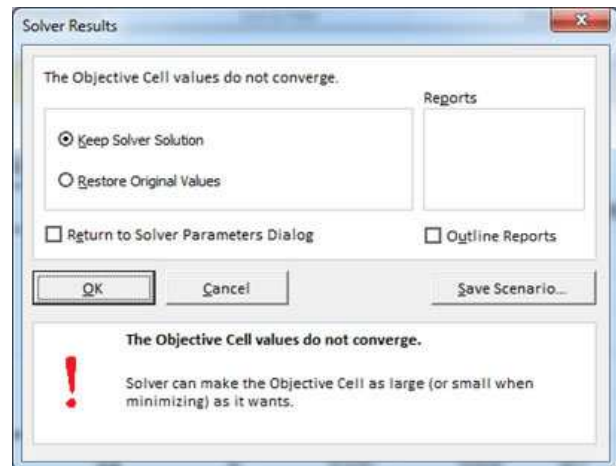 Solver Results
The Objective Cell values do not converge.
Reports
Keep Solver Solution
Restore Original Values
Return to Solver Parameters Dialog
Outline Reports
OK
Cancel
Save Scenario...
The Objective Cell values do not converge.
Solver can make the Objective Cell as large (or small when
minimizing) as it wants.